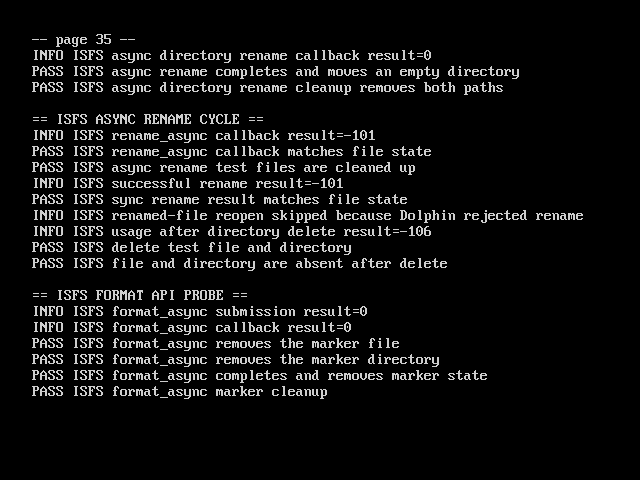 -- page 35 --
INFO ISFS async directory rename callback result=0
PASS ISFS async rename completes and moves an empty directory
PASS ISFS async directory rename cleanup removes both paths
== ISFS ASYNC RENAME CYCLE ==
INFO ISFS rename_async callback result=-101
PASS ISFS rename_async callback matches file state
PASS ISFS async rename test files are cleaned up
INFO ISFS successful rename result=-101
PASS ISFS sync rename result matches file state
INFO ISFS renamed-file reopen skipped because Dolphin rejected rename
INFO ISFS usage after directory delete result=-106
PASS ISFS delete test file and directory
PASS ISFS file and directory are absent after delete
== ISFS FORMAT API PROBE ==
INFO ISFS format_async submission result=0
INFO ISFS format_async callback result=0
PASS ISFS format_async removes the marker file
PASS ISFS format_async removes the marker directory
PASS ISFS format_async completes and removes marker state
PASS ISFS format_async marker cleanup